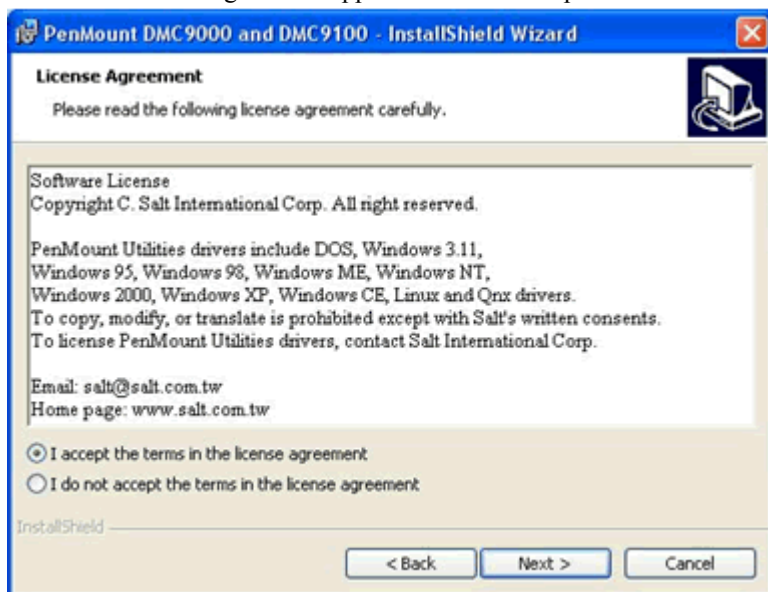 PenMount DMC9000 and DMC9100 - InstallShield Wizard
License Agreement
Please read the following license agreement carefully.
Software License
Copyright C. Salt International Corp. All right reserved.
PenMount Utilities drivers include DOS, Windows 3.11,
Windows 95, Windows 98, Windows ME, Windows NT,
Windows 2000, Windows XP, Windows CE, Linux and Qnx drivers.
To copy, modify, or translate is prohibited except with Salt's written consents.
To license PenMount Utilities drivers, contact Salt International Corp.
Email: salt@salt.com.tw
Home page: www.salt.com.tw
I accept the terms in the license agreement
I do not accept the terms in the license agreement
InstallShield
< Back Next > Cancel